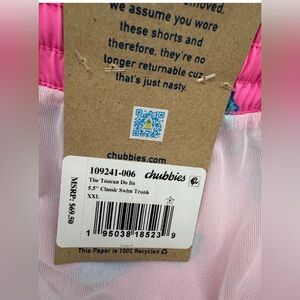 removed.
we assume you wore
these shorts and
therefore, they're no
longer returnable cuz
that's just nasty.
chubbies.com
109241-006 chubbies
The Toucan Do Its
5.5" Classic Swim Trunk
XXL
MSRP: $69.50
1 95038 18523 9
This Paper is 100% Recycled